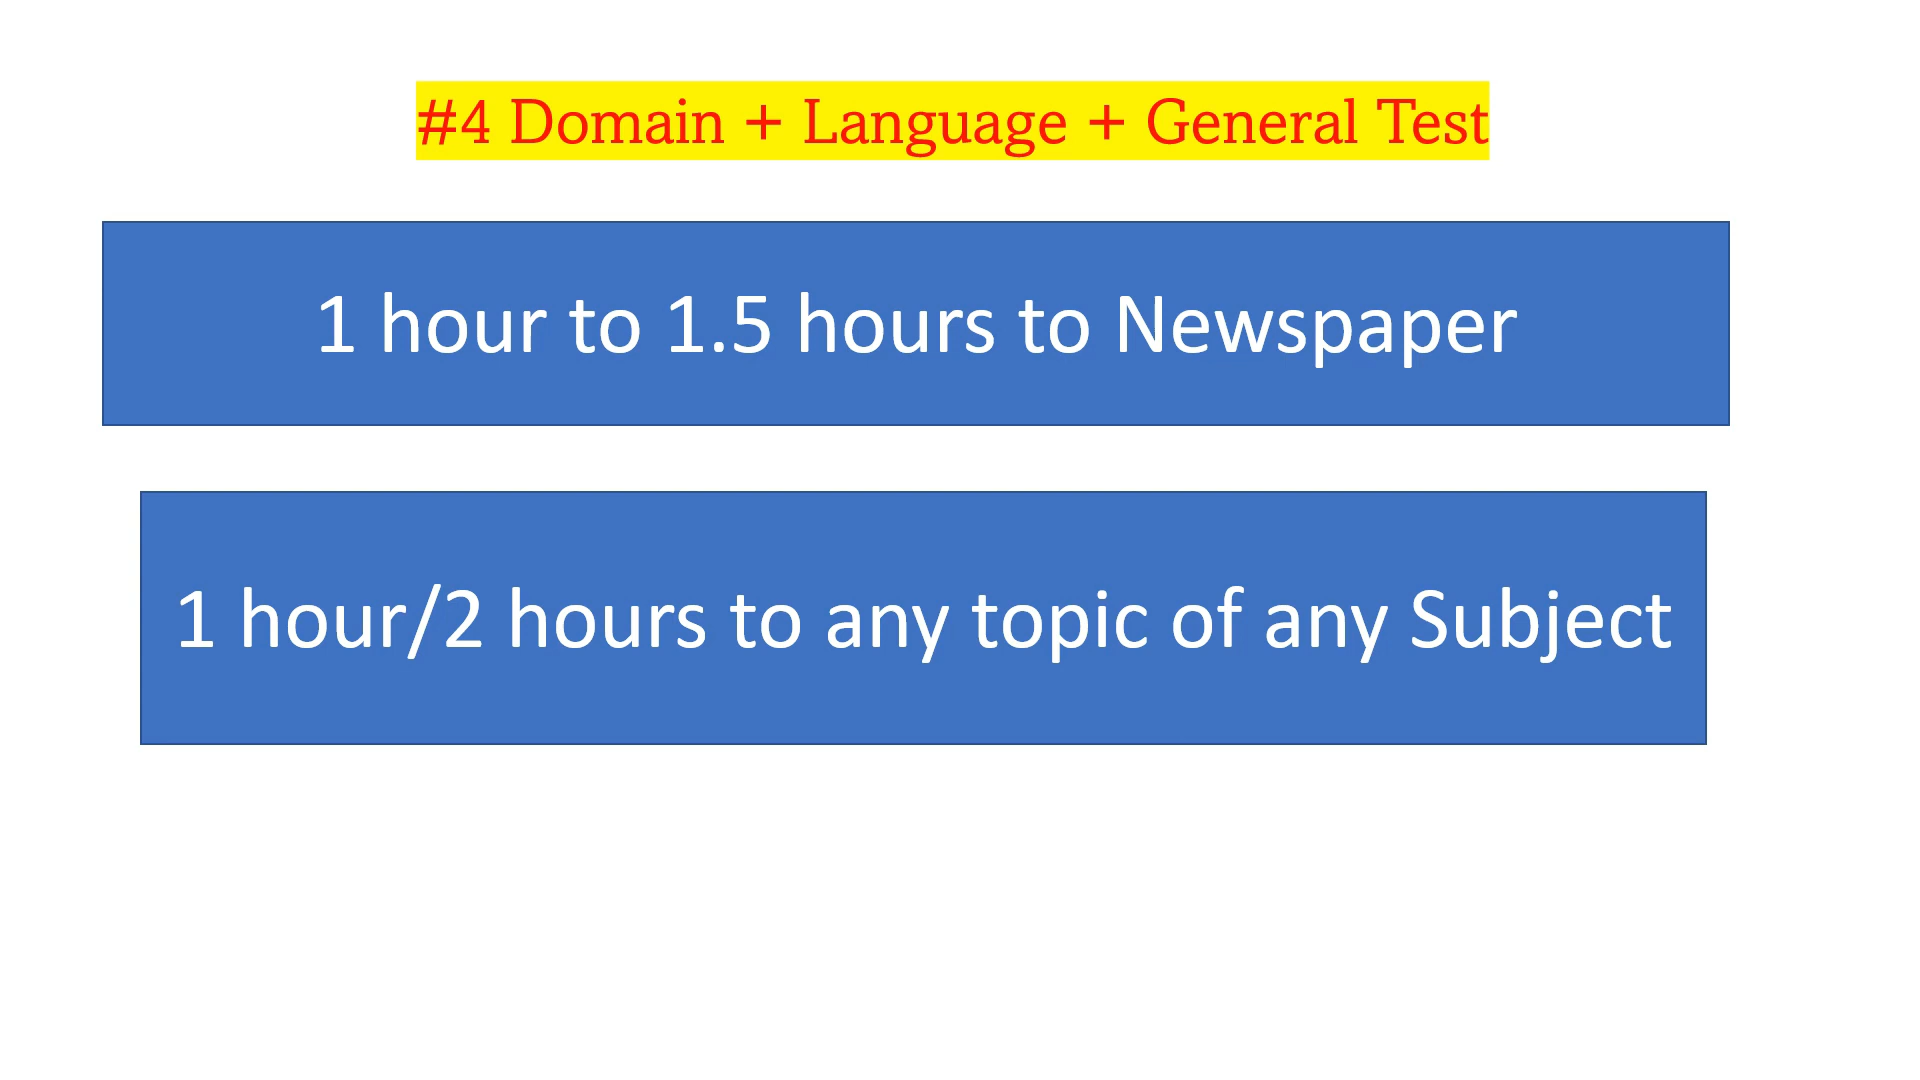 #4 Domain + Language + General Test
1 hour to 1.5 hours to Newspaper
1 hour/2 hours to any topic of any Subject